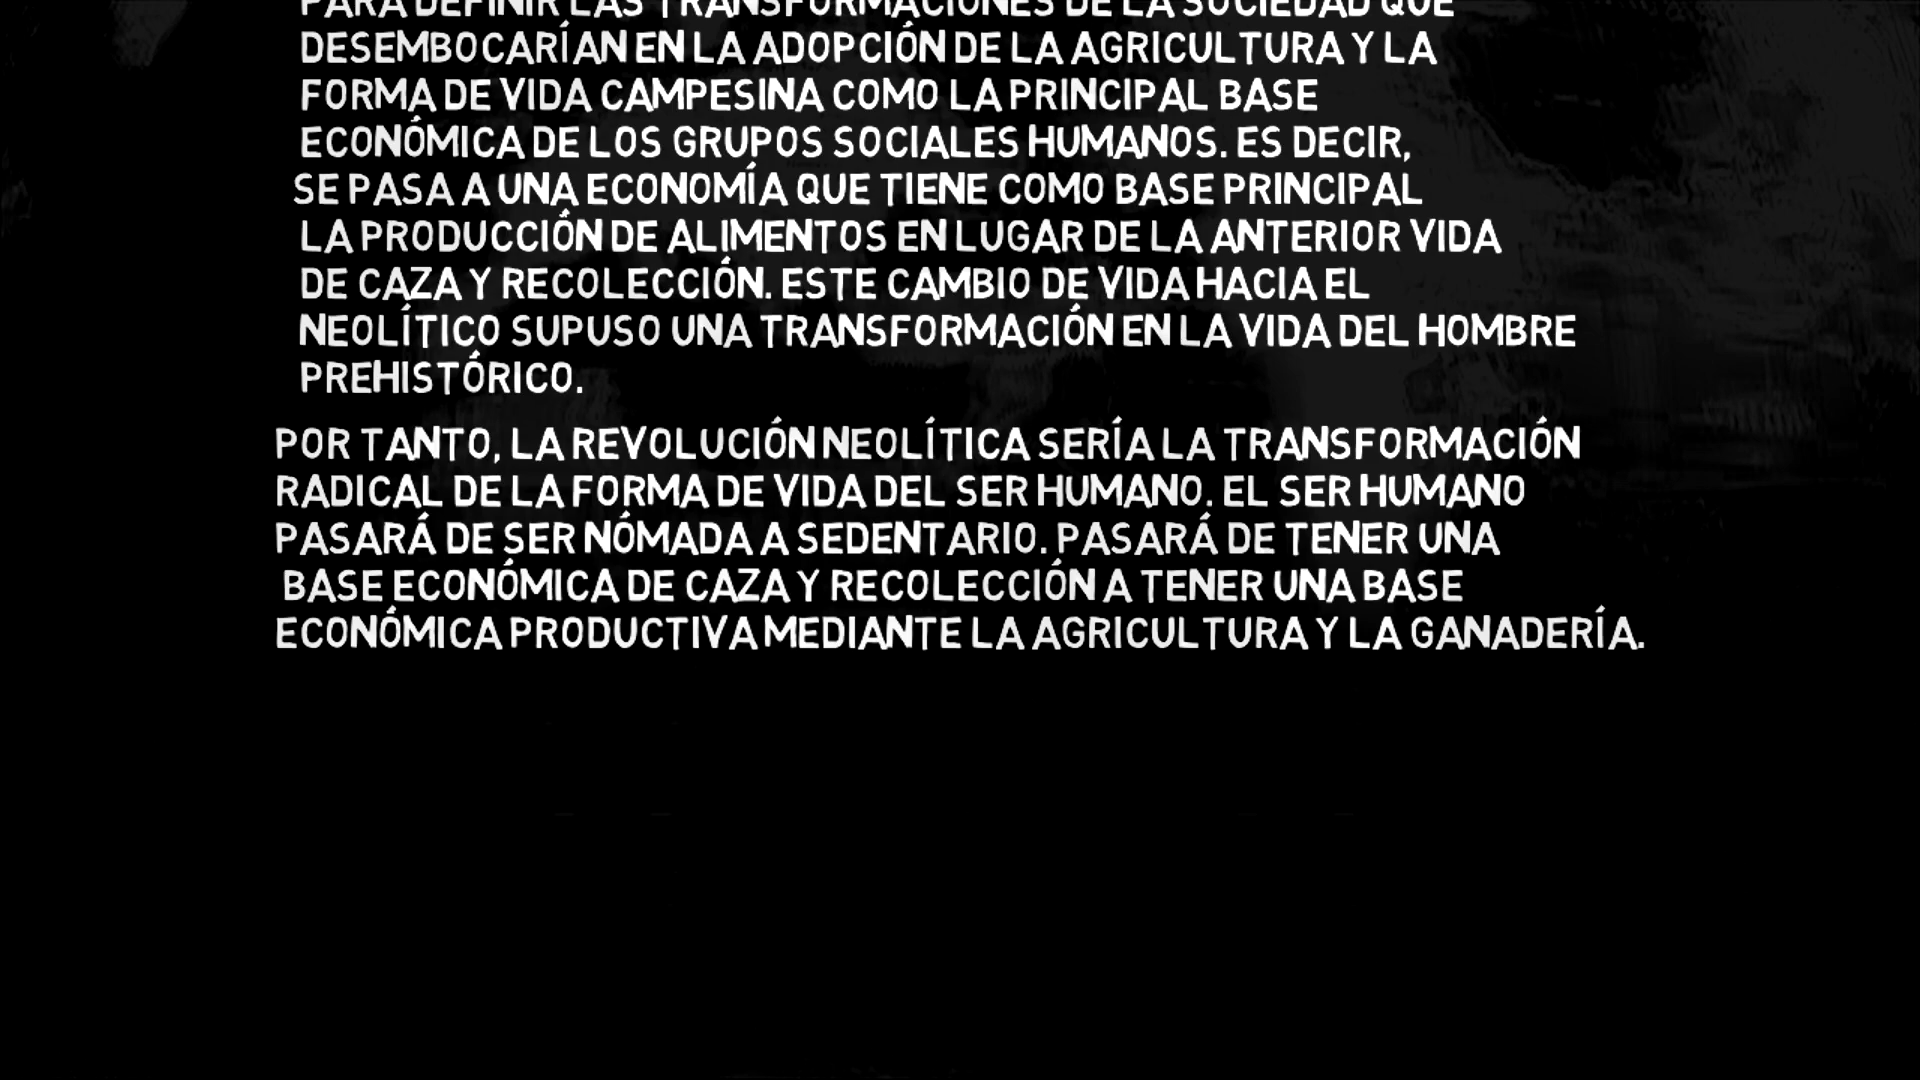 PARA DEFINIR LAS TRANSFORMACIONES DE LA SOCIEDAD QUE
DESEMBOCARÍAN EN LA ADOPCIÓN DE LA AGRICULTURA Y LA
FORMA DE VIDA CAMPESINA COMO LA PRINCIPAL BASE
ECONÓMICA DE LOS GRUPOS SOCIALES HUMANOS. ES DECIR,
SE PASA A UNA ECONOMÍA QUE TIENE COMO BASE PRINCIPAL
LA PRODUCCIÓN DE ALIMENTOS EN LUGAR DE LA ANTERIOR VIDA
DE CAZA Y RECOLECCIÓN. ESTE CAMBIO DE VIDA HACIA EL
NEOLÍTICO SUPUSO UNA TRANSFORMACIÓN EN LA VIDA DEL HOMBRE
PREHISTÓRICO.
POR TANTO, LA REVOLUCIÓN NEOLÍTICA SERÍA LA TRANSFORMACIÓN
RADICAL DE LA FORMA DE VIDA DEL SER HUMANO. EL SER HUMANO
PASARÁ DE SER NÓMADA A SEDENTARIO. PASARÁ DE TENER UNA
BASE ECONÓMICA DE CAZA Y RECOLECCIÓN A TENER UNA BASE
ECONÓMICA PRODUCTIVA MEDIANTE LA AGRICULTURA Y LA GANADERÍA.